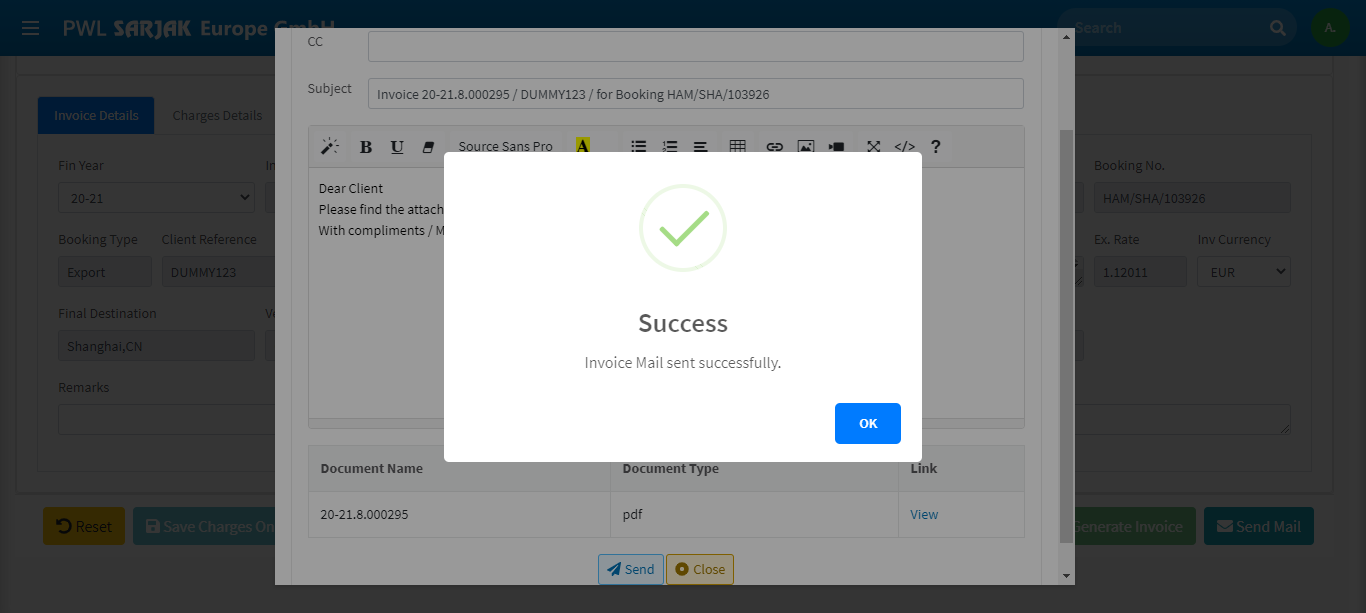 PWL SARJAK Europe GmbH
Search
A.
CC
Subject
Invoice 20-21.8.000295 / DUMMY123 / for Booking HAM/SHA/103926
Invoice Details
Charges Details
B U Source Sans Pro A </> ?
Fin Year
Booking No.
20-21
HAM/SHA/103926
Dear Client
Please find the attach
With compliments / M
Booking Type
Client Reference
Ex. Rate
Inv Currency
Export
DUMMY123
1.12011
EUR
Final Destination
Shanghai,CN
Remarks
Success
Invoice Mail sent successfully.
OK
Document Name
Document Type
Link
20-21.8.000295
pdf
View
Reset
Save Charges On
Generate Invoice
Send Mail
Send
Close